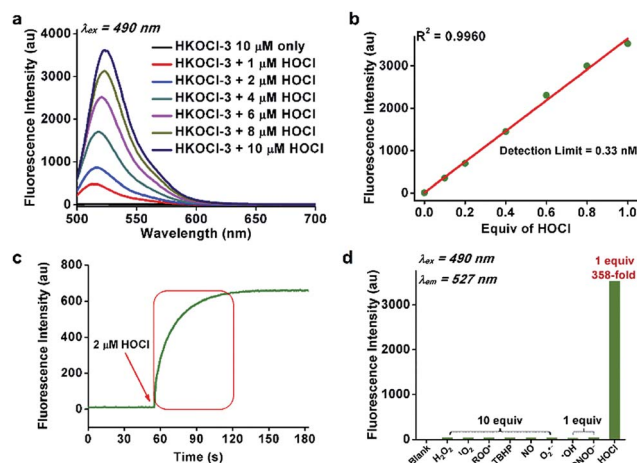 a
λex = 490 nm
HKOCl-3 10 μM only
HKOCl-3 + 1 μM HOCl
HKOCl-3 + 2 μM HOCl
HKOCl-3 + 4 μM HOCl
HKOCl-3 + 6 μM HOCl
HKOCl-3 + 8 μM HOCl
HKOCl-3 + 10 μM HOCl
Fluorescence Intensity (au)
4000
3000
2000
1000
0
500 550 600 650 700
Wavelength (nm)
b
R² = 0.9960
Detection Limit = 0.33 nM
Fluorescence Intensity (au)
3000
2000
1000
0
0.0 0.2 0.4 0.6 0.8 1.0
Equiv of HOCl
c
2 μM HOCl
Fluorescence Intensity (au)
800
600
400
200
0
0 30 60 90 120 150 180
Time (s)
d
λex = 490 nm
λem = 527 nm
1 equiv
358-fold
10 equiv
1 equiv
Fluorescence Intensity (au)
3000
2000
1000
0
Blank H₂O₂ ¹O₂ ROO• TBHP NO O₂•⁻ •OH ONOO⁻ HOCl